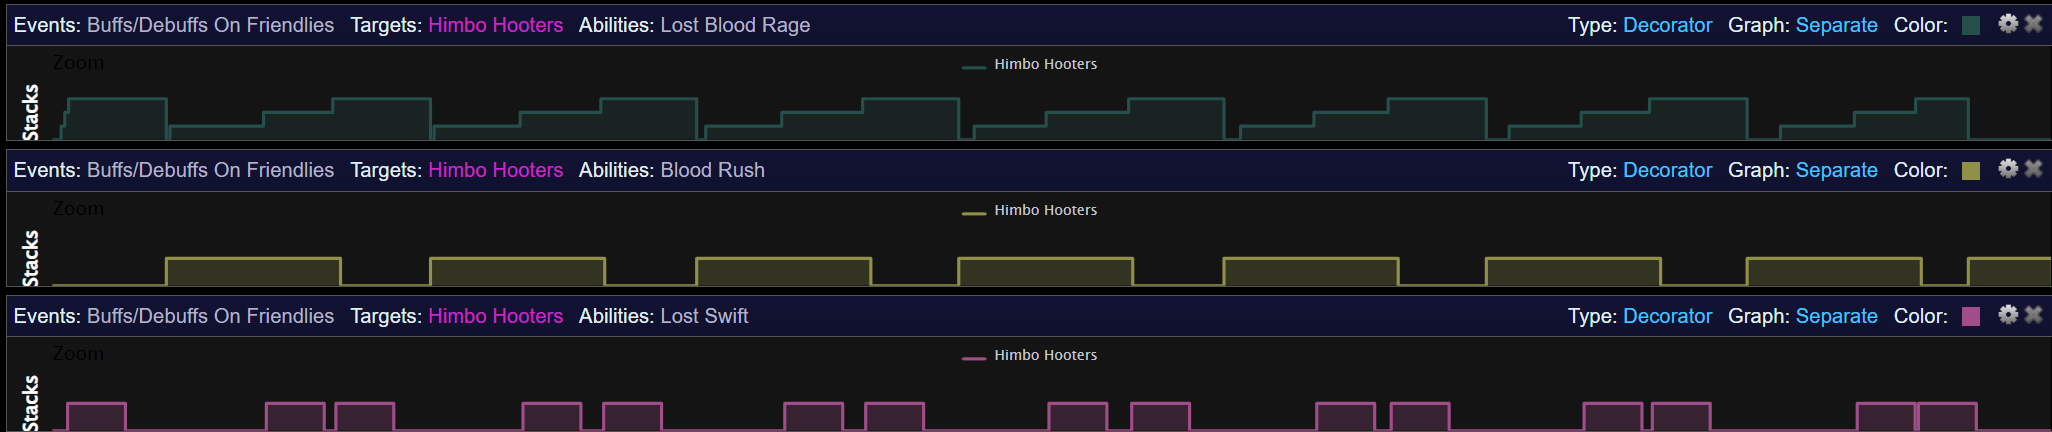 Events: Buffs/Debuffs On Friendlies Targets: Himbo Hooters Abilities: Lost Blood Rage Type: Decorator Graph: Separate Color:
Zoom
Himbo Hooters
Stacks
Events: Buffs/Debuffs On Friendlies Targets: Himbo Hooters Abilities: Blood Rush Type: Decorator Graph: Separate Color:
Zoom
Himbo Hooters
Stacks
Events: Buffs/Debuffs On Friendlies Targets: Himbo Hooters Abilities: Lost Swift Type: Decorator Graph: Separate Color:
Zoom
Himbo Hooters
Stacks